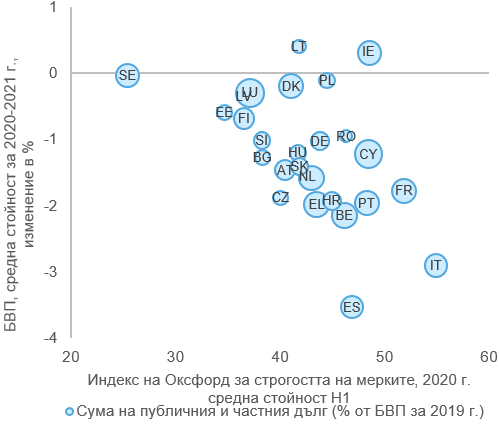 БВП, средна стойност за 2020-2021 г.,
изменение в %
1
0
-1
-2
-3
-4
LT
IE
SE
PL
LU
DK
LV
EE
FI
RO
SI
DE
HU
CY
BG
SK
AT
NL
FR
CZ
HR
EL
PT
BE
IT
ES
20
30
40
50
60
Индекс на Оксфорд за строгостта на мерките, 2020 г.
средна стойност H1
Сума на публичния и частния дълг (% от БВП за 2019 г.)